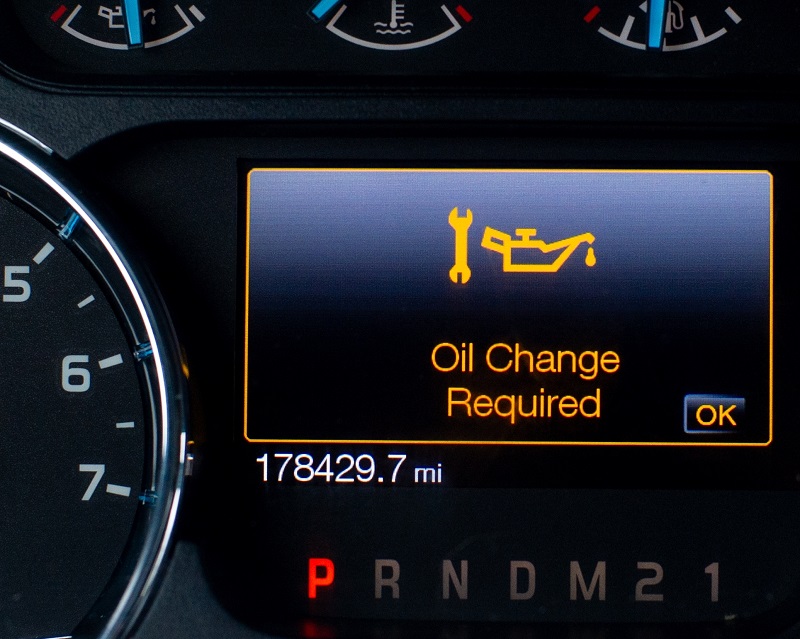 5
6
7
Oil Change
Required
OK
178429.7 mi
P R N D M 2 1